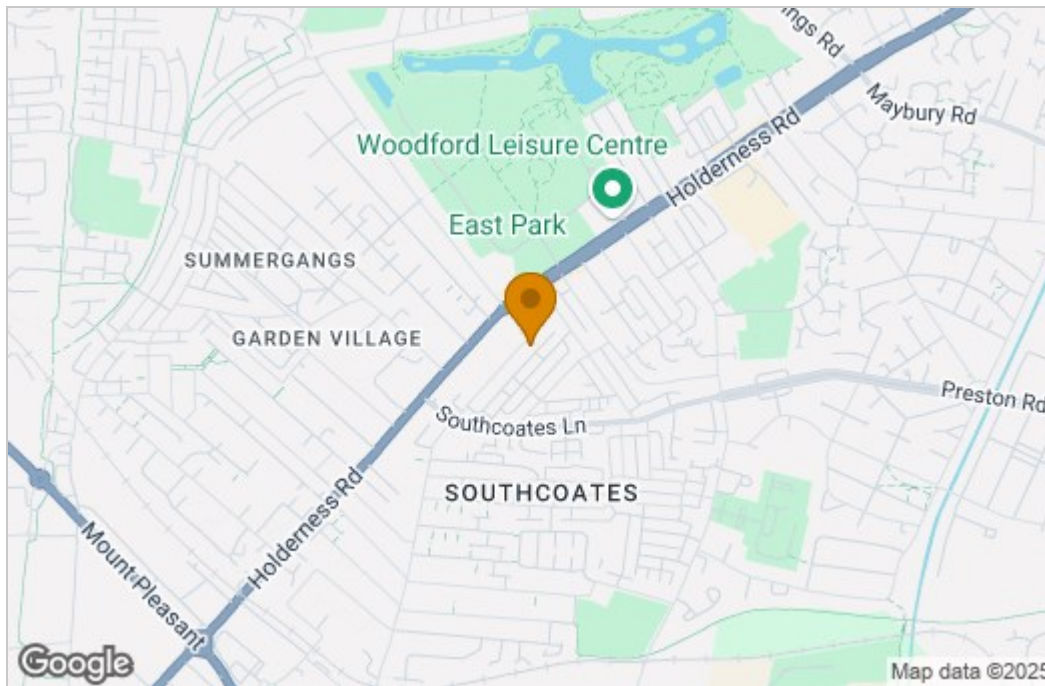 ngs Rd
Maybury Rd
Woodford Leisure Centre
Holderness Rd
East Park
SUMMERGANGS
GARDEN VILLAGE
Preston Rd
Southcoates Ln
SOUTHCOATES
Holderness Rd
Mount Pleasant
Google
Map data ©2025